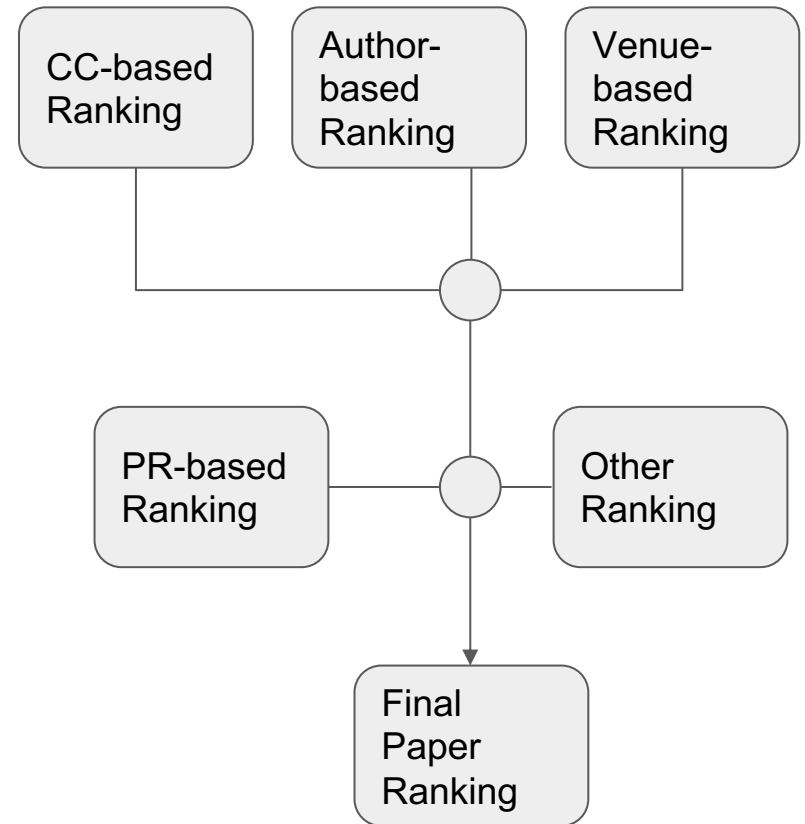 CC-based
Ranking
Author-
based
Ranking
Venue-
based
Ranking
PR-based
Ranking
Other
Ranking
Final
Paper
Ranking